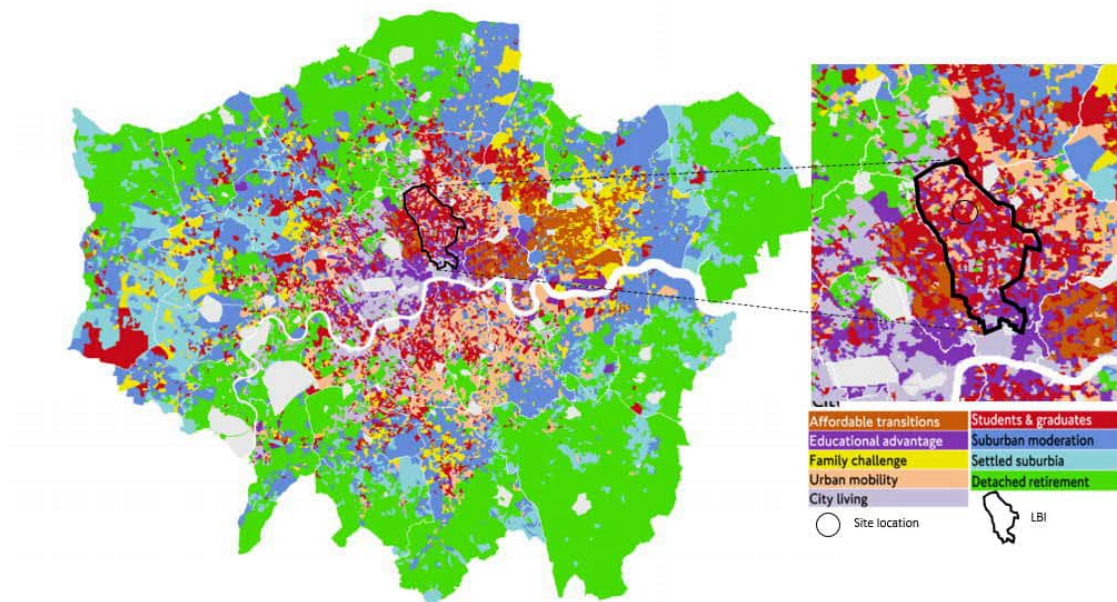 Affordable transitions
Students & graduates
Educational advantage
Suburban moderation
Family challenge
Settled suburbia
Urban mobility
Detached retirement
City living
Site location
LBI